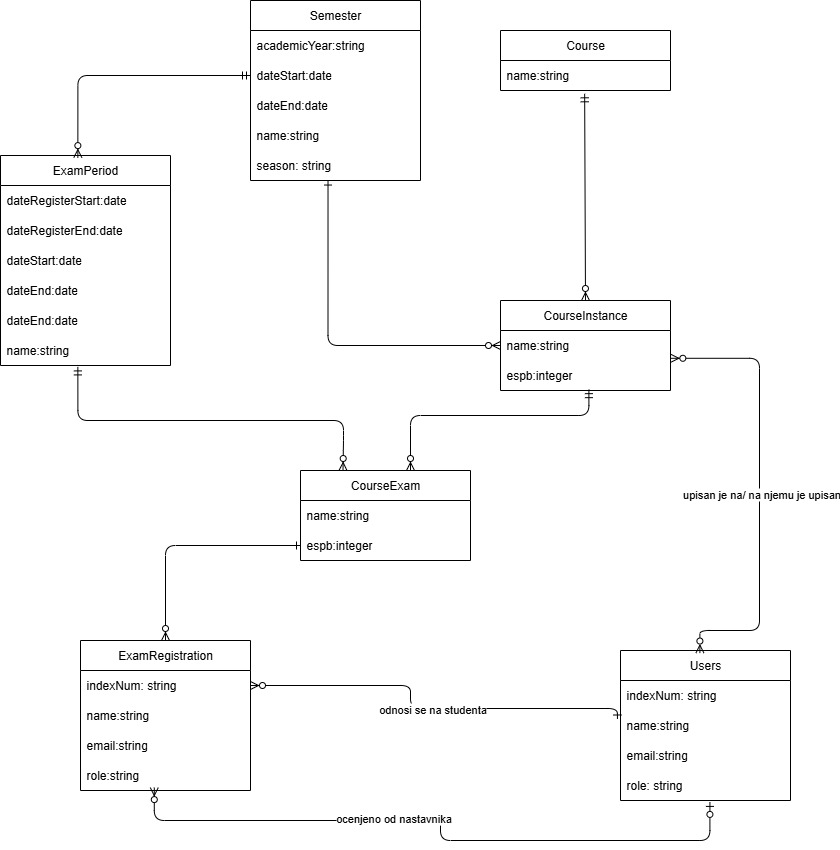 Semester
academicYear:string
dateStart:date
dateEnd:date
name:string
season: string
Course
name:string
ExamPeriod
dateRegisterStart:date
dateRegisterEnd:date
dateStart:date
dateEnd:date
dateEnd:date
name:string
CourseInstance
name:string
espb:integer
CourseExam
name:string
espb:integer
upisan je na/ na njemu je upisan
ExamRegistration
indexNum: string
name:string
email:string
role:string
Users
indexNum: string
name:string
email:string
role: string
odnosi se na studenta
ocenjeno od nastavnika